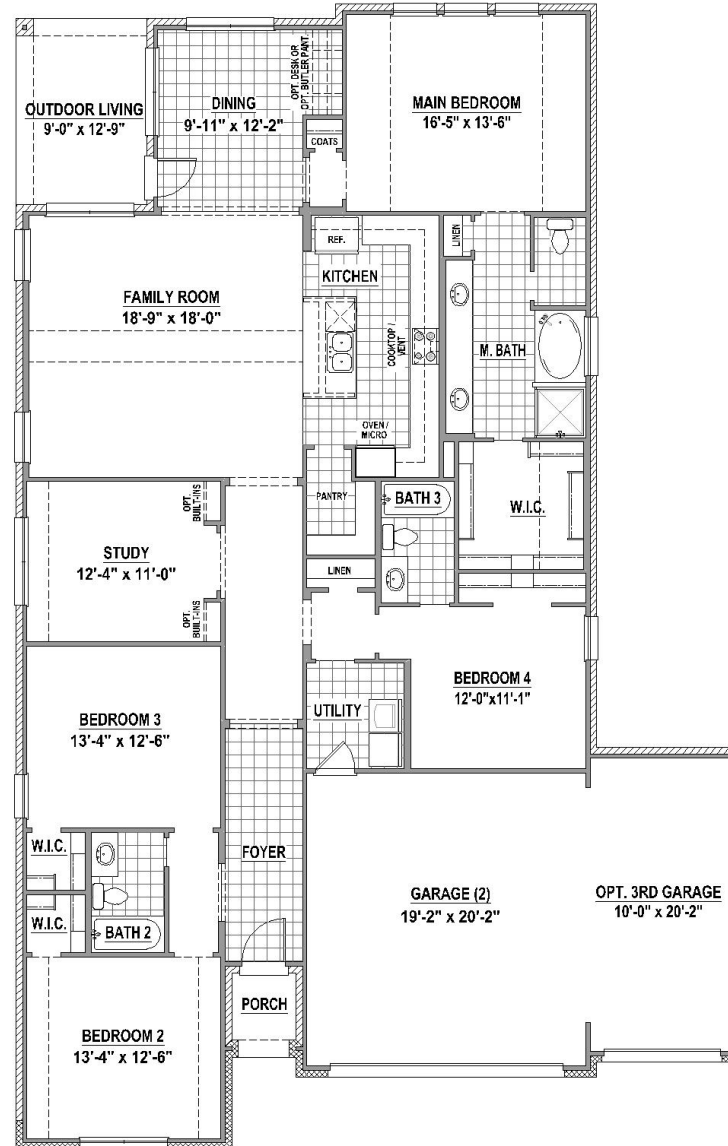 OUTDOOR LIVING
9'-0" x 12'-9"
DINING
9'-11" x 12'-2"
OPT. DESK OR
OPT. BUTLER PANT.
COATS
MAIN BEDROOM
16'-5" x 13'-6"
REF.
KITCHEN
LINEN
FAMILY ROOM
18'-9" x 18'-0"
COOKTOP /
VENT
M. BATH
OVEN /
MICRO
PANTRY
BATH 3
W.I.C.
OPT.
BUILT-INS
STUDY
12'-4" x 11'-0"
OPT.
BUILT-INS
LINEN
BEDROOM 4
12'-0"x11'-1"
UTILITY
BEDROOM 3
13'-4" x 12'-6"
W.I.C.
FOYER
W.I.C.
BATH 2
GARAGE (2)
19'-2" x 20'-2"
OPT. 3RD GARAGE
10'-0" x 20'-2"
PORCH
BEDROOM 2
13'-4" x 12'-6"